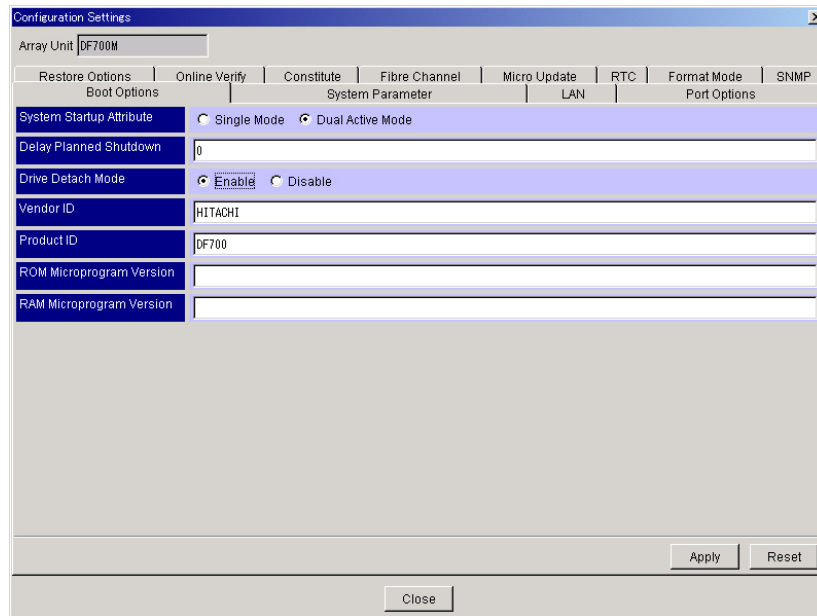 Configuration Settings
Array Unit DF700M
Restore Options Online Verify Constitute Fibre Channel Micro Update RTC Format Mode SNMP
Boot Options System Parameter LAN Port Options
System Startup Attribute Single Mode Dual Active Mode
Delay Planned Shutdown 0
Drive Detach Mode Enable Disable
Vendor ID HITACHI
Product ID DF700
ROM Microprogram Version
RAM Microprogram Version
Apply Reset
Close